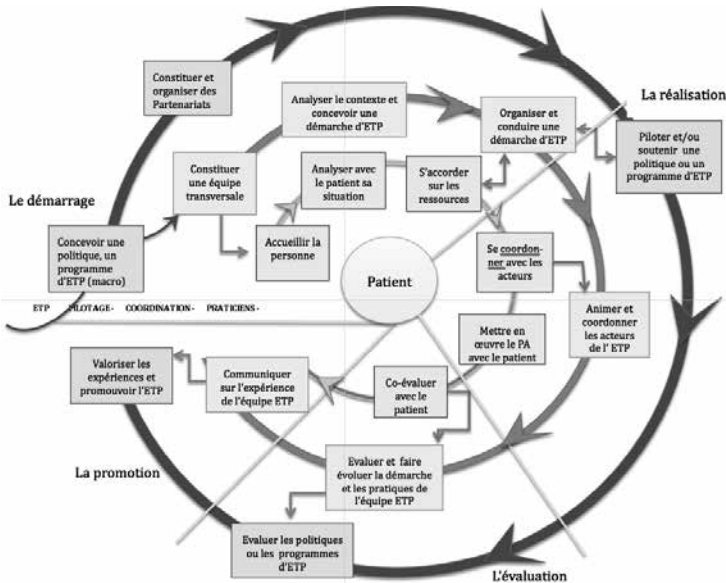 Constituer et
organiser des
Partenariats
Analyser le contexte et
concevoir une
démarche d'ETP
Organiser et
conduire une
démarche d'ETP
La réalisation
Piloter et/ou
soutenir une
politique ou un
programme d'ETP
Constituer
une équipe
transversale
Analyser avec
le patient sa
situation
S'accorder
sur les
ressources
Le démarrage
Concevoir une
politique, un
programme
d'ETP (macro)
Accueillir la
personne
Se coordon-
ner avec les
acteurs
Patient
ETP PILOTAGE- COORDINATION- PRATICIENS-
Animer et
coordonner
les acteurs
de l' ETP
Mettre en
œuvre le PA
avec le patient
Valoriser les
expériences et
promouvoir l'ETP
Communiquer
sur l'expérience
de l'équipe ETP
Co-évaluer
avec le
patient
La promotion
Evaluer et faire
évoluer la démarche
et les pratiques de
l'équipe ETP
Evaluer les politiques
ou les programmes
d'ETP
L'évaluation